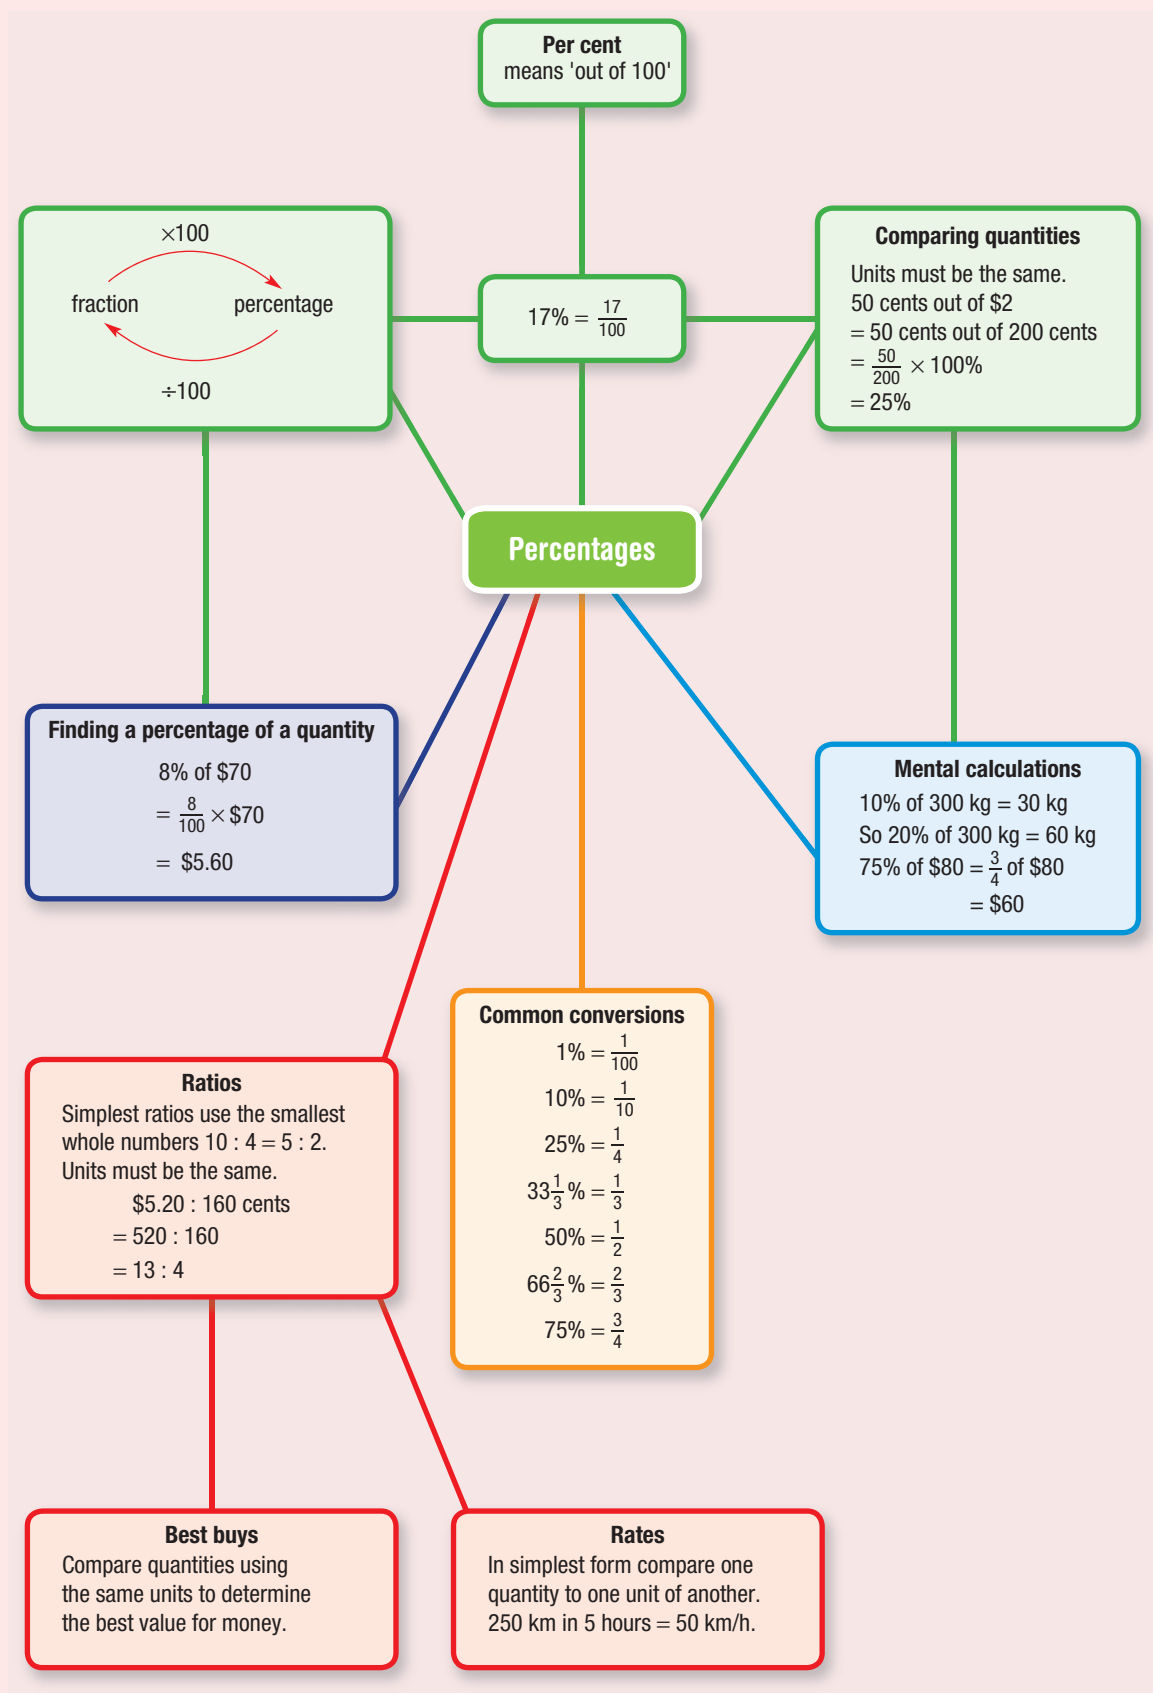 Per cent
means 'out of 100'
×100
fraction percentage
÷100
17% = 17/100
Comparing quantities
Units must be the same.
50 cents out of $2
= 50 cents out of 200 cents
= 50/200 × 100%
= 25%
Percentages
Finding a percentage of a quantity
8% of $70
= 8/100 × $70
= $5.60
Mental calculations
10% of 300 kg = 30 kg
So 20% of 300 kg = 60 kg
75% of $80 = 3/4 of $80
= $60
Common conversions
1% = 1/100
10% = 1/10
25% = 1/4
33 1/3 % = 1/3
50% = 1/2
66 2/3 % = 2/3
75% = 3/4
Ratios
Simplest ratios use the smallest
whole numbers 10 : 4 = 5 : 2.
Units must be the same.
$5.20 : 160 cents
= 520 : 160
= 13 : 4
Best buys
Compare quantities using
the same units to determine
the best value for money.
Rates
In simplest form compare one
quantity to one unit of another.
250 km in 5 hours = 50 km/h.